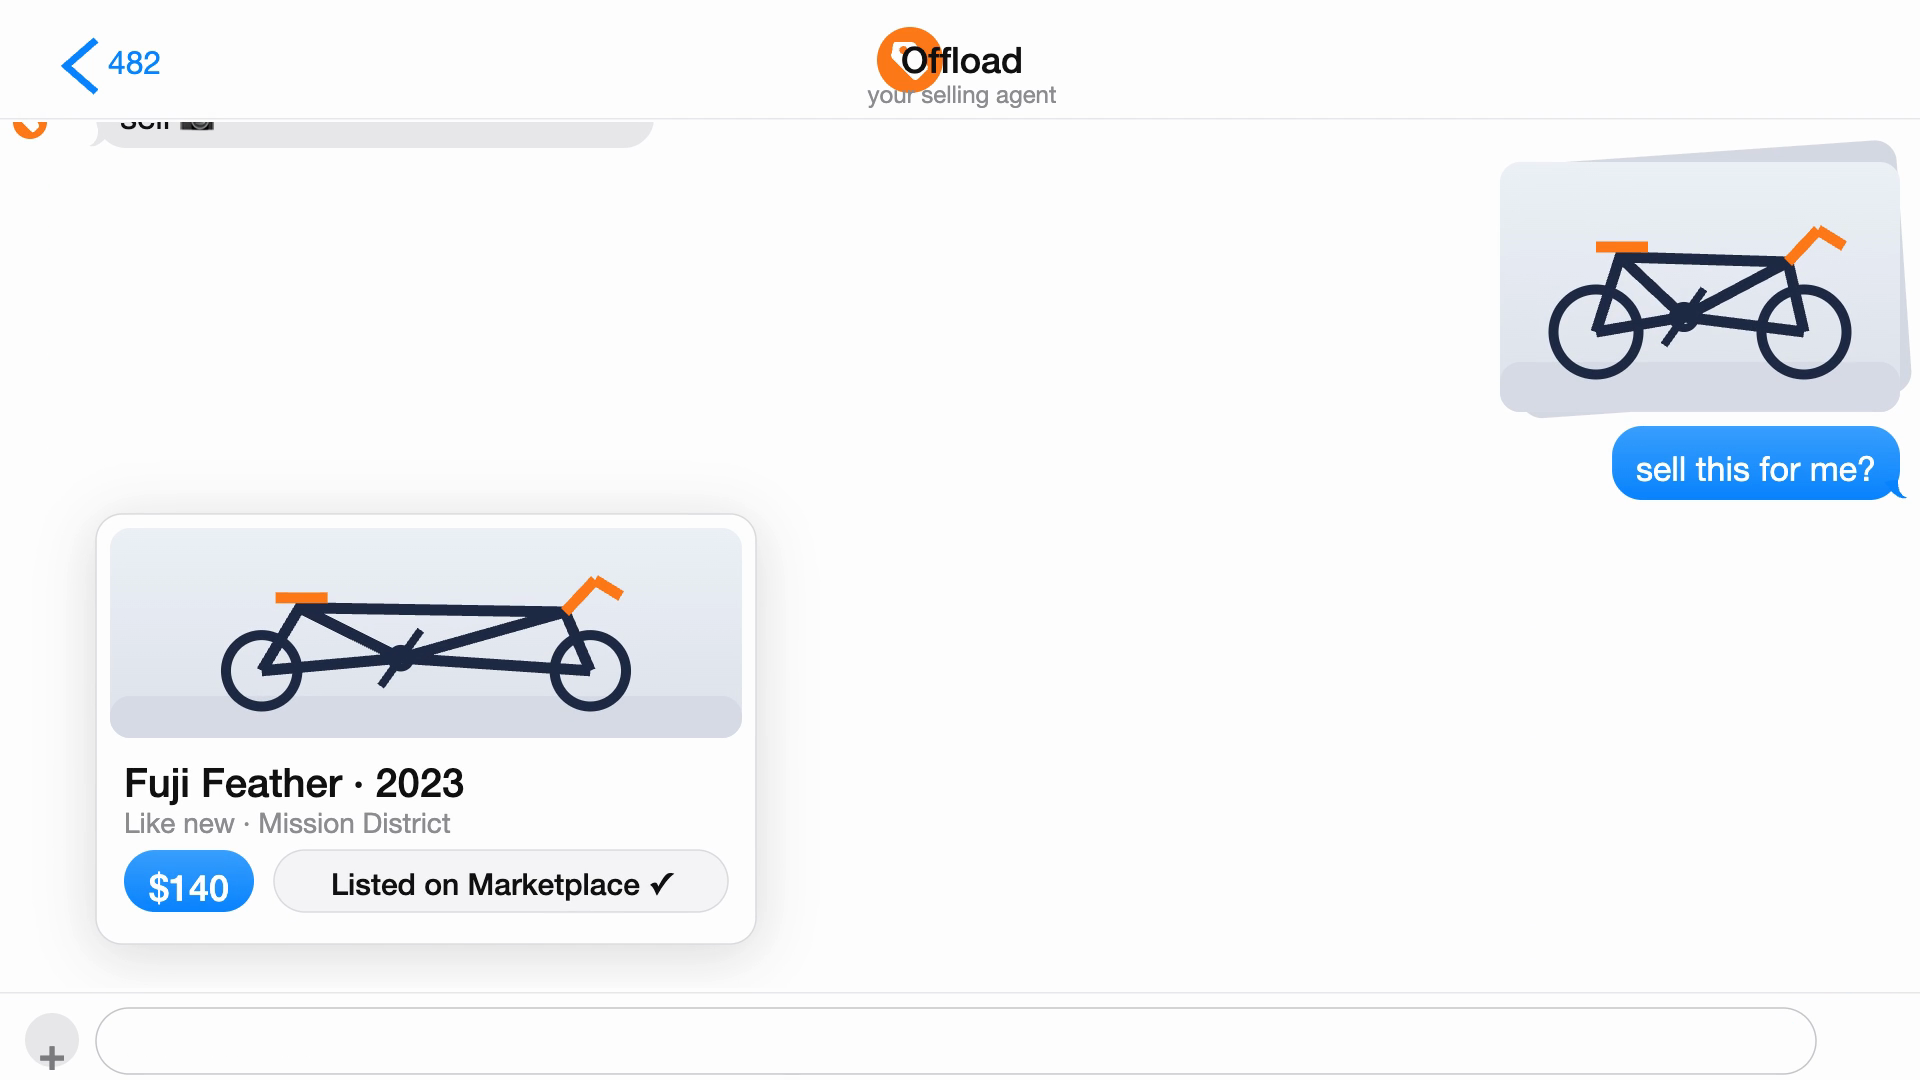 482
Offload
your selling agent
sell this for me?
Fuji Feather · 2023
Like new · Mission District
$140
Listed on Marketplace ✓